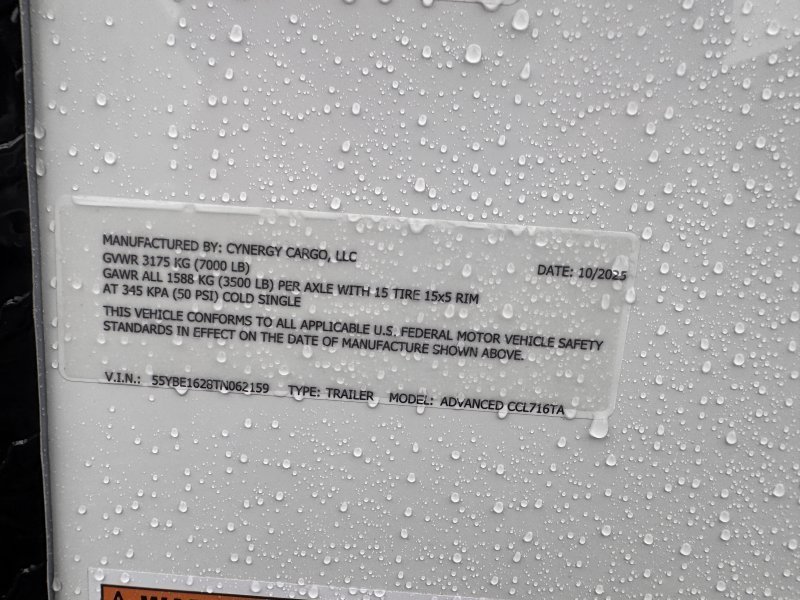 MANUFACTURED BY: CYNERGY CARGO, LLC
GVWR 3175 KG (7000 LB) DATE: 10/2025
GAWR ALL 1588 KG (3500 LB) PER AXLE WITH 15 TIRE 15x5 RIM
AT 345 KPA (50 PSI) COLD SINGLE
THIS VEHICLE CONFORMS TO ALL APPLICABLE U.S. FEDERAL MOTOR VEHICLE SAFETY
STANDARDS IN EFFECT ON THE DATE OF MANUFACTURE SHOWN ABOVE.
V.I.N.: 55YBE1628TN062159 TYPE: TRAILER MODEL: ADVANCED CCL716TA